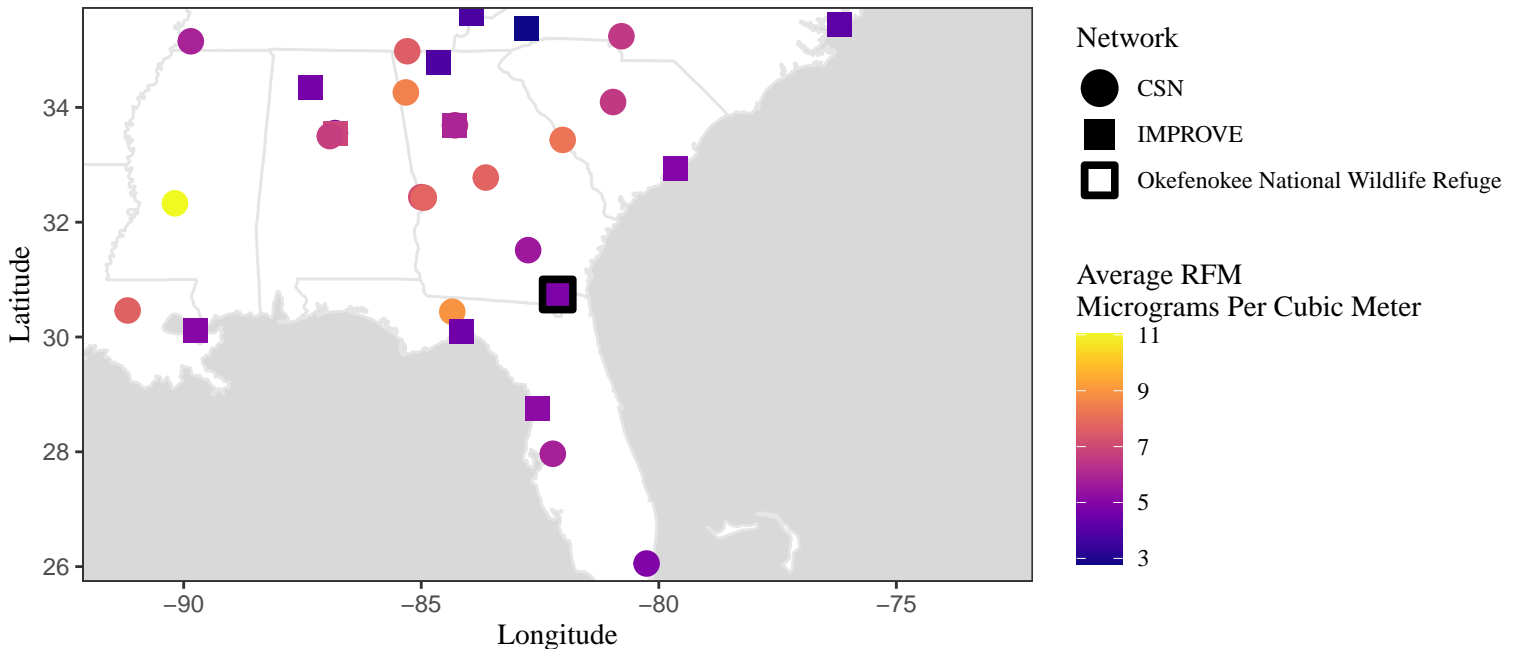 Network
CSN
IMPROVE
Okefenokee National Wildlife Refuge
Average RFM
Micrograms Per Cubic Meter
11
9
7
5
3
Latitude
34
32
30
28
26
−90
−85
−80
−75
Longitude